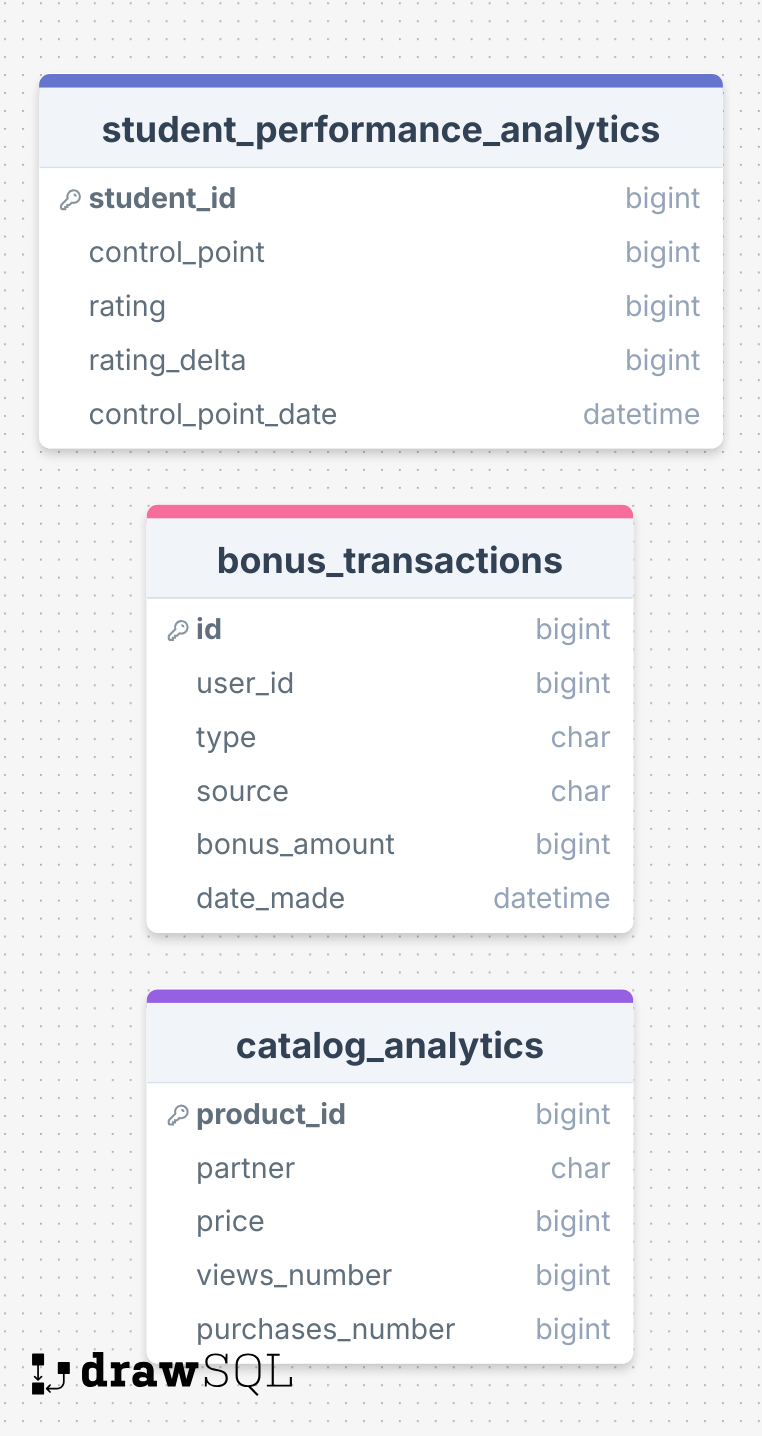 student_performance_analytics
student_id bigint
control_point bigint
rating bigint
rating_delta bigint
control_point_date datetime
bonus_transactions
id bigint
user_id bigint
type char
source char
bonus_amount bigint
date_made datetime
catalog_analytics
product_id bigint
partner char
price bigint
views_number bigint
purchases_number bigint
drawSQL